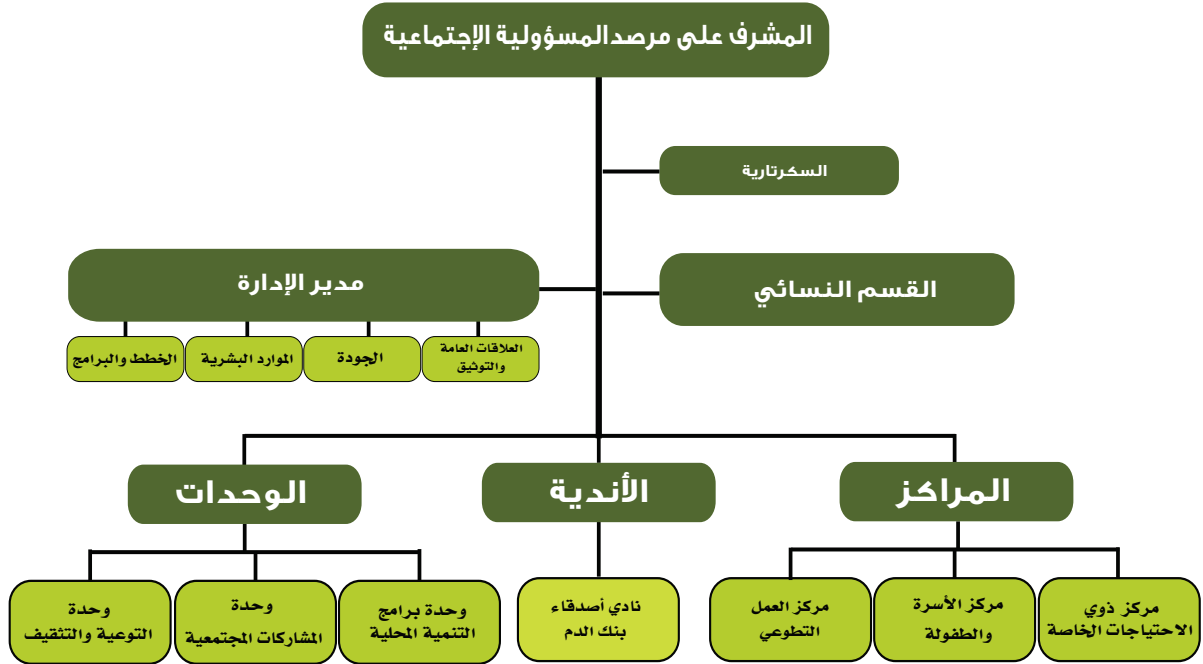 المشرف على مرصد المسؤولية الإجتماعية
السكرتارية
القسم النسائي
مدير الإدارة
العلاقات العامة
والتوثيق
الجودة
الموارد البشرية
الخطط والبرامج
المراكز
الأندية
الوحدات
مركز ذوي
الاحتياجات الخاصة
مركز الأسرة
والطفولة
مركز العمل
التطوعي
نادي أصدقاء
بنك الدم
وحدة برامج
التنمية المحلية
وحدة
المشاركات المجتمعية
وحدة
التوعية والتثقيف